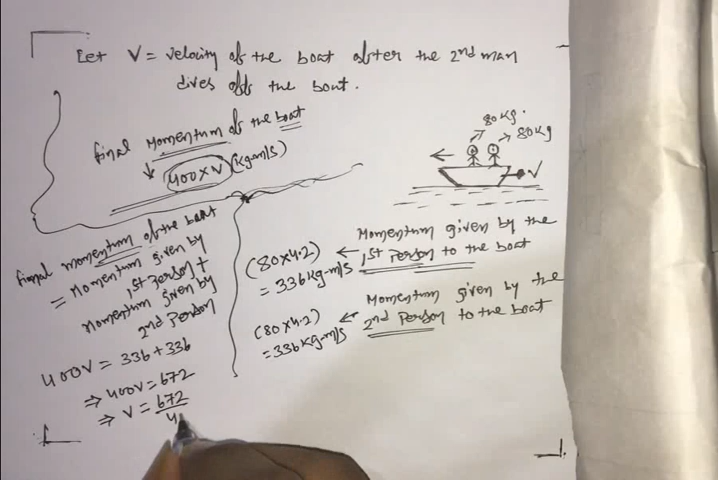 Let V = velocity of the boat after the 2nd man
dives off the boat.
final Momentum of the boat
↓ 400×V (kg-m/s)
80kg.
80kg
V
final momentum of the boat
= Momentum given by
1st Person +
Momentum given by
2nd Person
400V = 336 + 336
⇒ 400V = 672
⇒ V = 672
4
(80×4.2) ← Momentum given by the
= 336 kg-m/s 1st Person to the boat
(80×4.2) ← Momentum given by the
= 336 kg-m/s 2nd Person to the boat